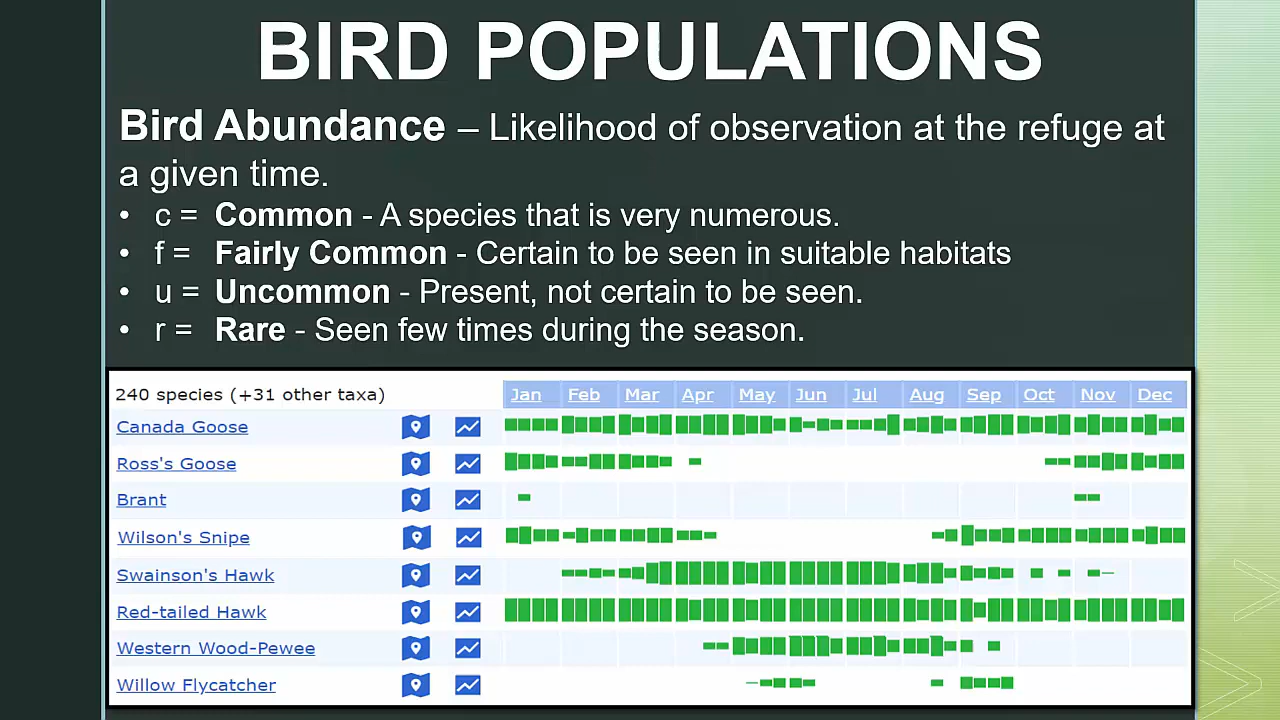 BIRD POPULATIONS
Bird Abundance – Likelihood of observation at the refuge at
a given time.
• c = Common - A species that is very numerous.
• f = Fairly Common - Certain to be seen in suitable habitats
• u = Uncommon - Present, not certain to be seen.
• r = Rare - Seen few times during the season.
240 species (+31 other taxa) Jan Feb Mar Apr May Jun Jul Aug Sep Oct Nov Dec
Canada Goose
Ross's Goose
Brant
Wilson's Snipe
Swainson's Hawk
Red-tailed Hawk
Western Wood-Pewee
Willow Flycatcher